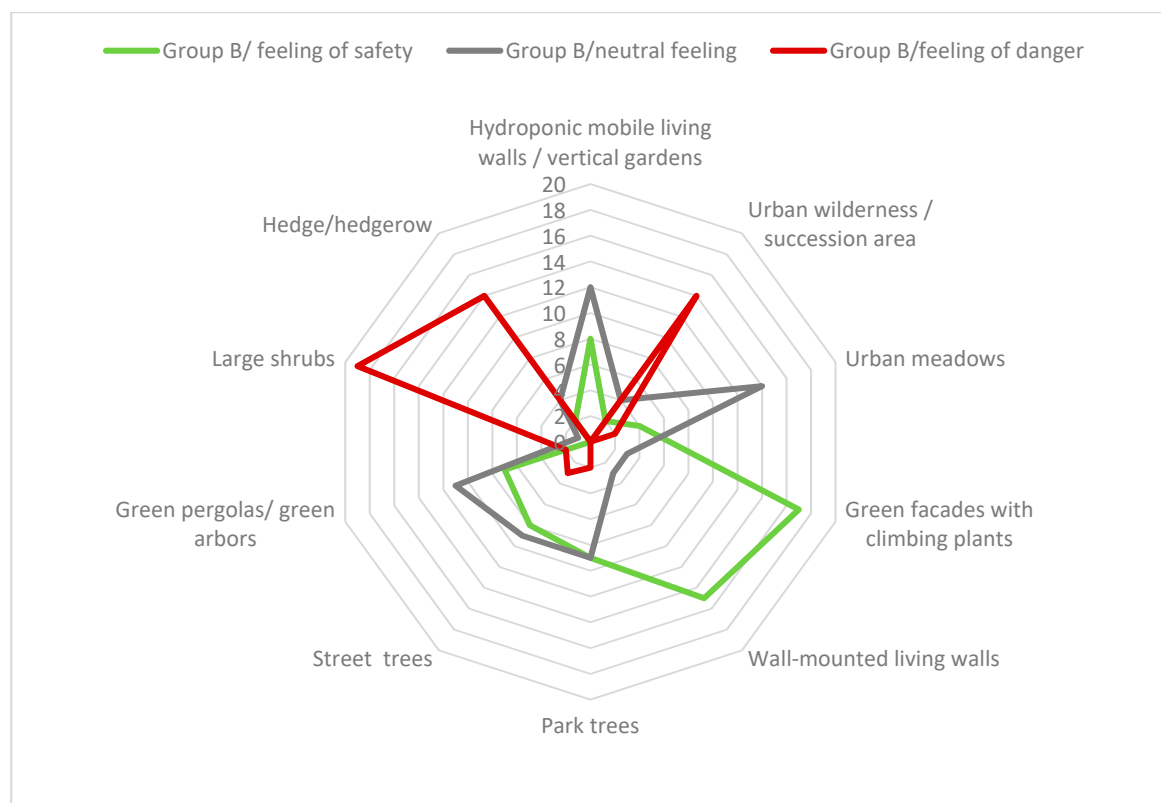 Group B/ feeling of safety
Group B/neutral feeling
Group B/feeling of danger
Hydroponic mobile living
walls / vertical gardens
Urban wilderness /
succession area
Urban meadows
Green facades with
climbing plants
Wall-mounted living walls
Park trees
Street  trees
Green pergolas/ green
arbors
Large shrubs
Hedge/hedgerow
20
18
16
14
12
10
8
6
4
2
0